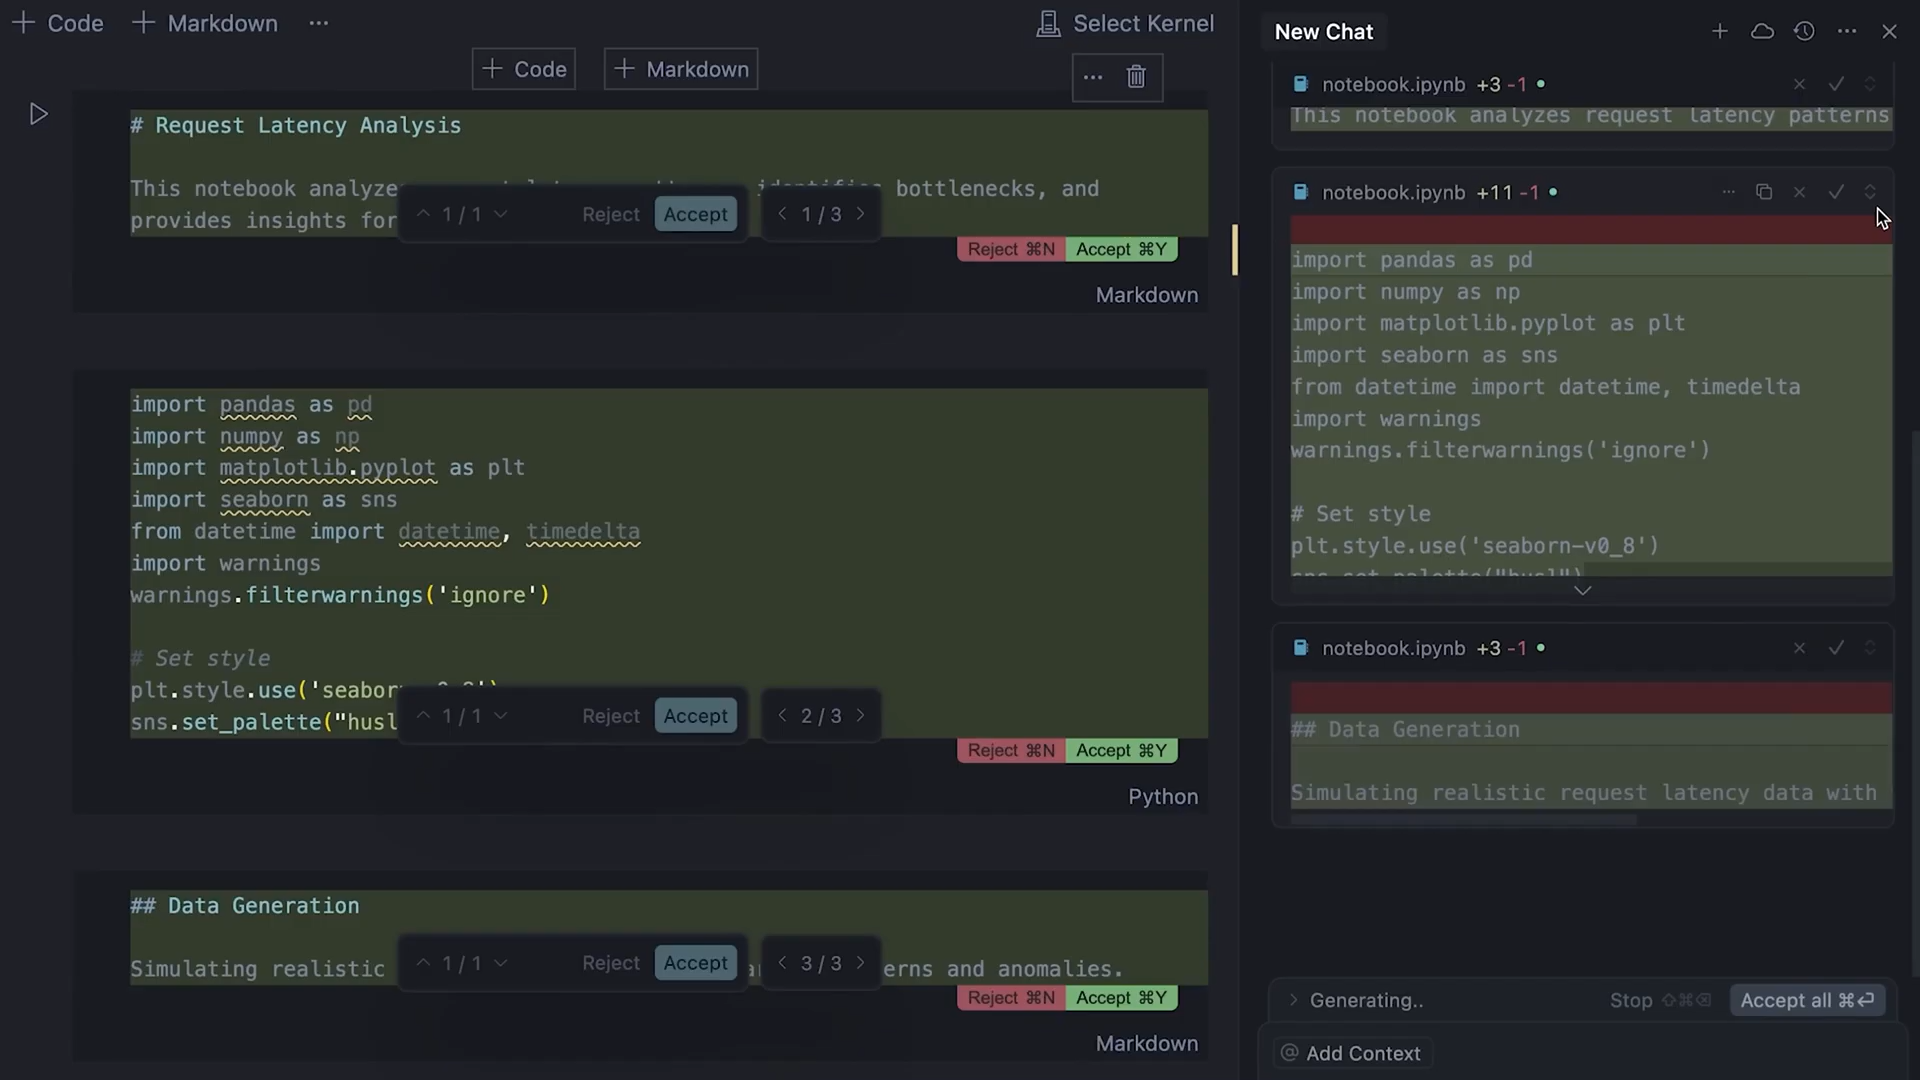 Code
Markdown
···
Select Kernel
Code
Markdown
···
# Request Latency Analysis
This notebook analyze
bottlenecks, and
provides insights for
1 / 1
Reject
Accept
1 / 3
Reject ⌘N
Accept ⌘Y
Markdown
import pandas as pd
import numpy as np
import matplotlib.pyplot as plt
import seaborn as sns
from datetime import datetime, timedelta
import warnings
warnings.filterwarnings('ignore')
# Set style
plt.style.use('seabor
sns.set_palette("husl
1 / 1
Reject
Accept
2 / 3
Reject ⌘N
Accept ⌘Y
Python
## Data Generation
Simulating realistic
erns and anomalies.
1 / 1
Reject
Accept
3 / 3
Reject ⌘N
Accept ⌘Y
Markdown
New Chat
notebook.ipynb +3 -1
This notebook analyzes request latency patterns
notebook.ipynb +11 -1
import pandas as pd
import numpy as np
import matplotlib.pyplot as plt
import seaborn as sns
from datetime import datetime, timedelta
import warnings
warnings.filterwarnings('ignore')
# Set style
plt.style.use('seaborn-v0_8')
sns.set_palette("husl")
notebook.ipynb +3 -1
## Data Generation
Simulating realistic request latency data with
Generating..
Stop ⇧⌘⌫
Accept all ⌘⏎
@ Add Context